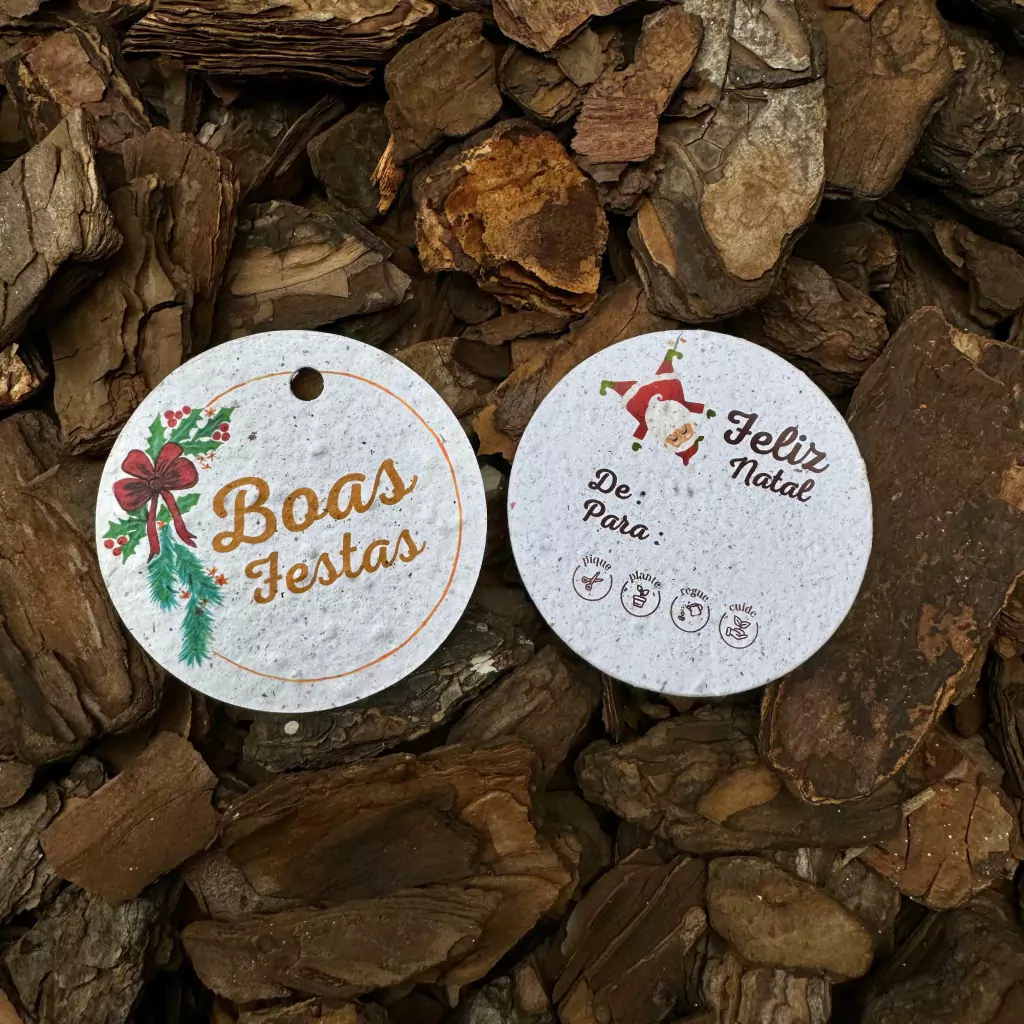 Boas
Festas
Feliz
Natal
De :
Para :
pique
plante
regue
cuide